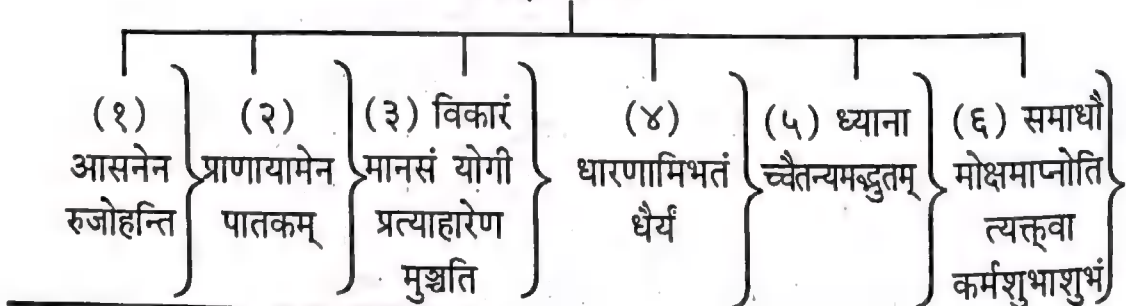 (१)
आसनेन
रुजोहन्ति
(२)
प्राणायामेन
पातकम्
(३) विकारं
मानसं योगी
प्रत्याहारेण
मुञ्चति
(४)
धारणामिभतं
धैर्यं
(५) ध्याना
च्चैतन्यमद्भुतम्
(६) समाधौ
मोक्षमाप्नोति
त्यक्त्वा
कर्मशुभाशुभं